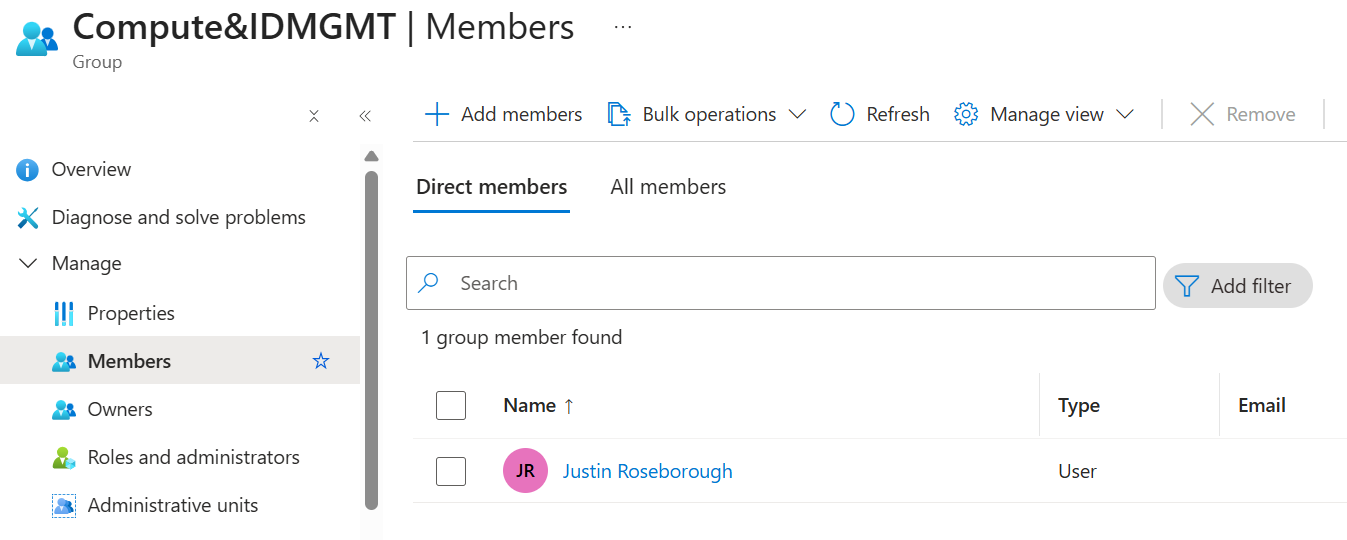 Compute&IDMGMT | Members ...
Group
Add members Bulk operations Refresh Manage view Remove
Overview
Diagnose and solve problems
Manage
Properties
Members
Owners
Roles and administrators
Administrative units
Direct members All members
Search
Add filter
1 group member found
Name ↑ Type Email
JR Justin Roseborough User